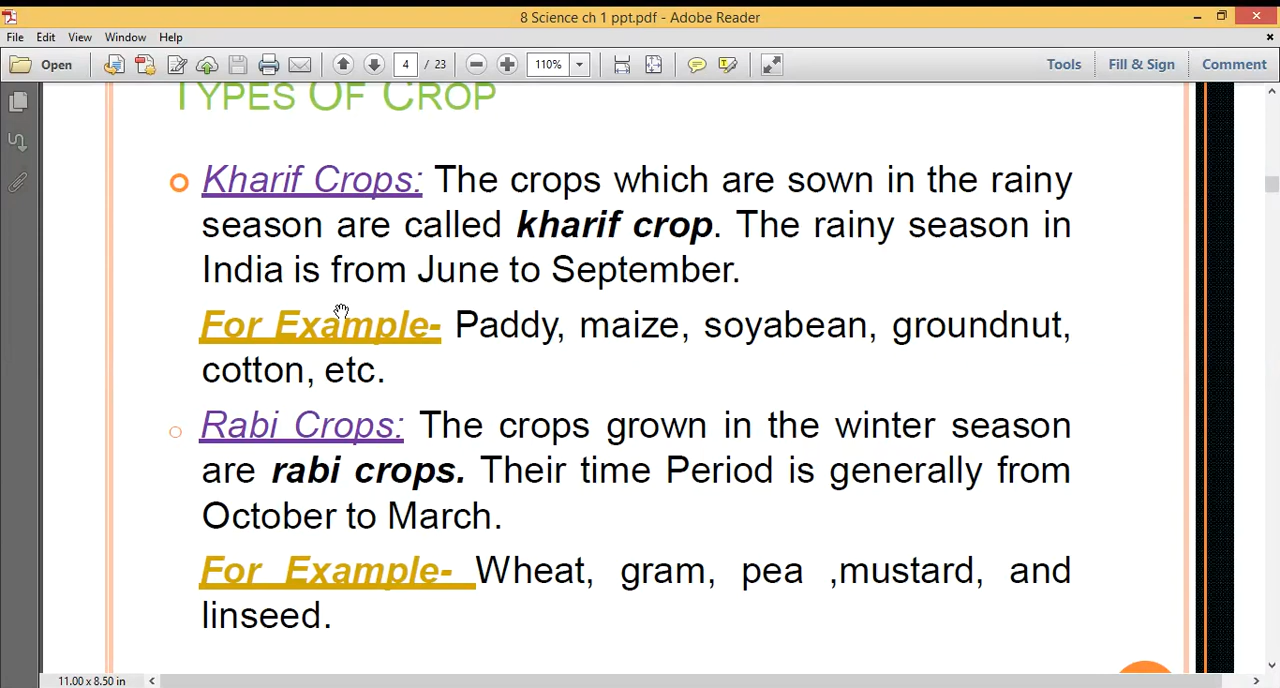 8 Science ch 1 ppt.pdf - Adobe Reader
File Edit View Window Help
Open 4 / 23 110% Tools Fill & Sign Comment
TYPES OF CROP
Kharif Crops: The crops which are sown in the rainy
season are called kharif crop. The rainy season in
India is from June to September.
For Example- Paddy, maize, soyabean, groundnut,
cotton, etc.
Rabi Crops: The crops grown in the winter season
are rabi crops. Their time Period is generally from
October to March.
For Example- Wheat, gram, pea ,mustard, and
linseed.
11.00 x 8.50 in